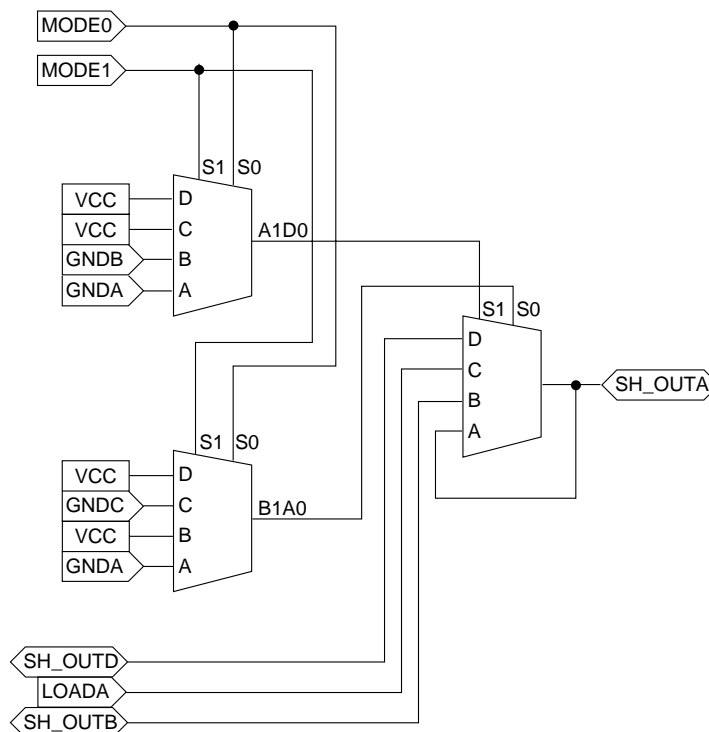 MODE0
MODE1
S1 S0
VCC D
VCC C
GNDB B
GNDA A
A1D0
S1 S0
D
C
B
A
SH_OUTA
S1 S0
VCC D
GNDC C
VCC B
GNDA A
B1A0
SH_OUTD
LOADA
SH_OUTB